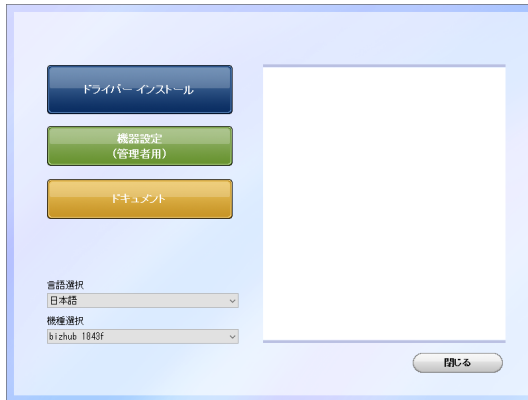 ドライバー インストール
機器設定
(管理者用)
ドキュメント
言語選択
日本語
機種選択
bizhub 1843f
閉じる